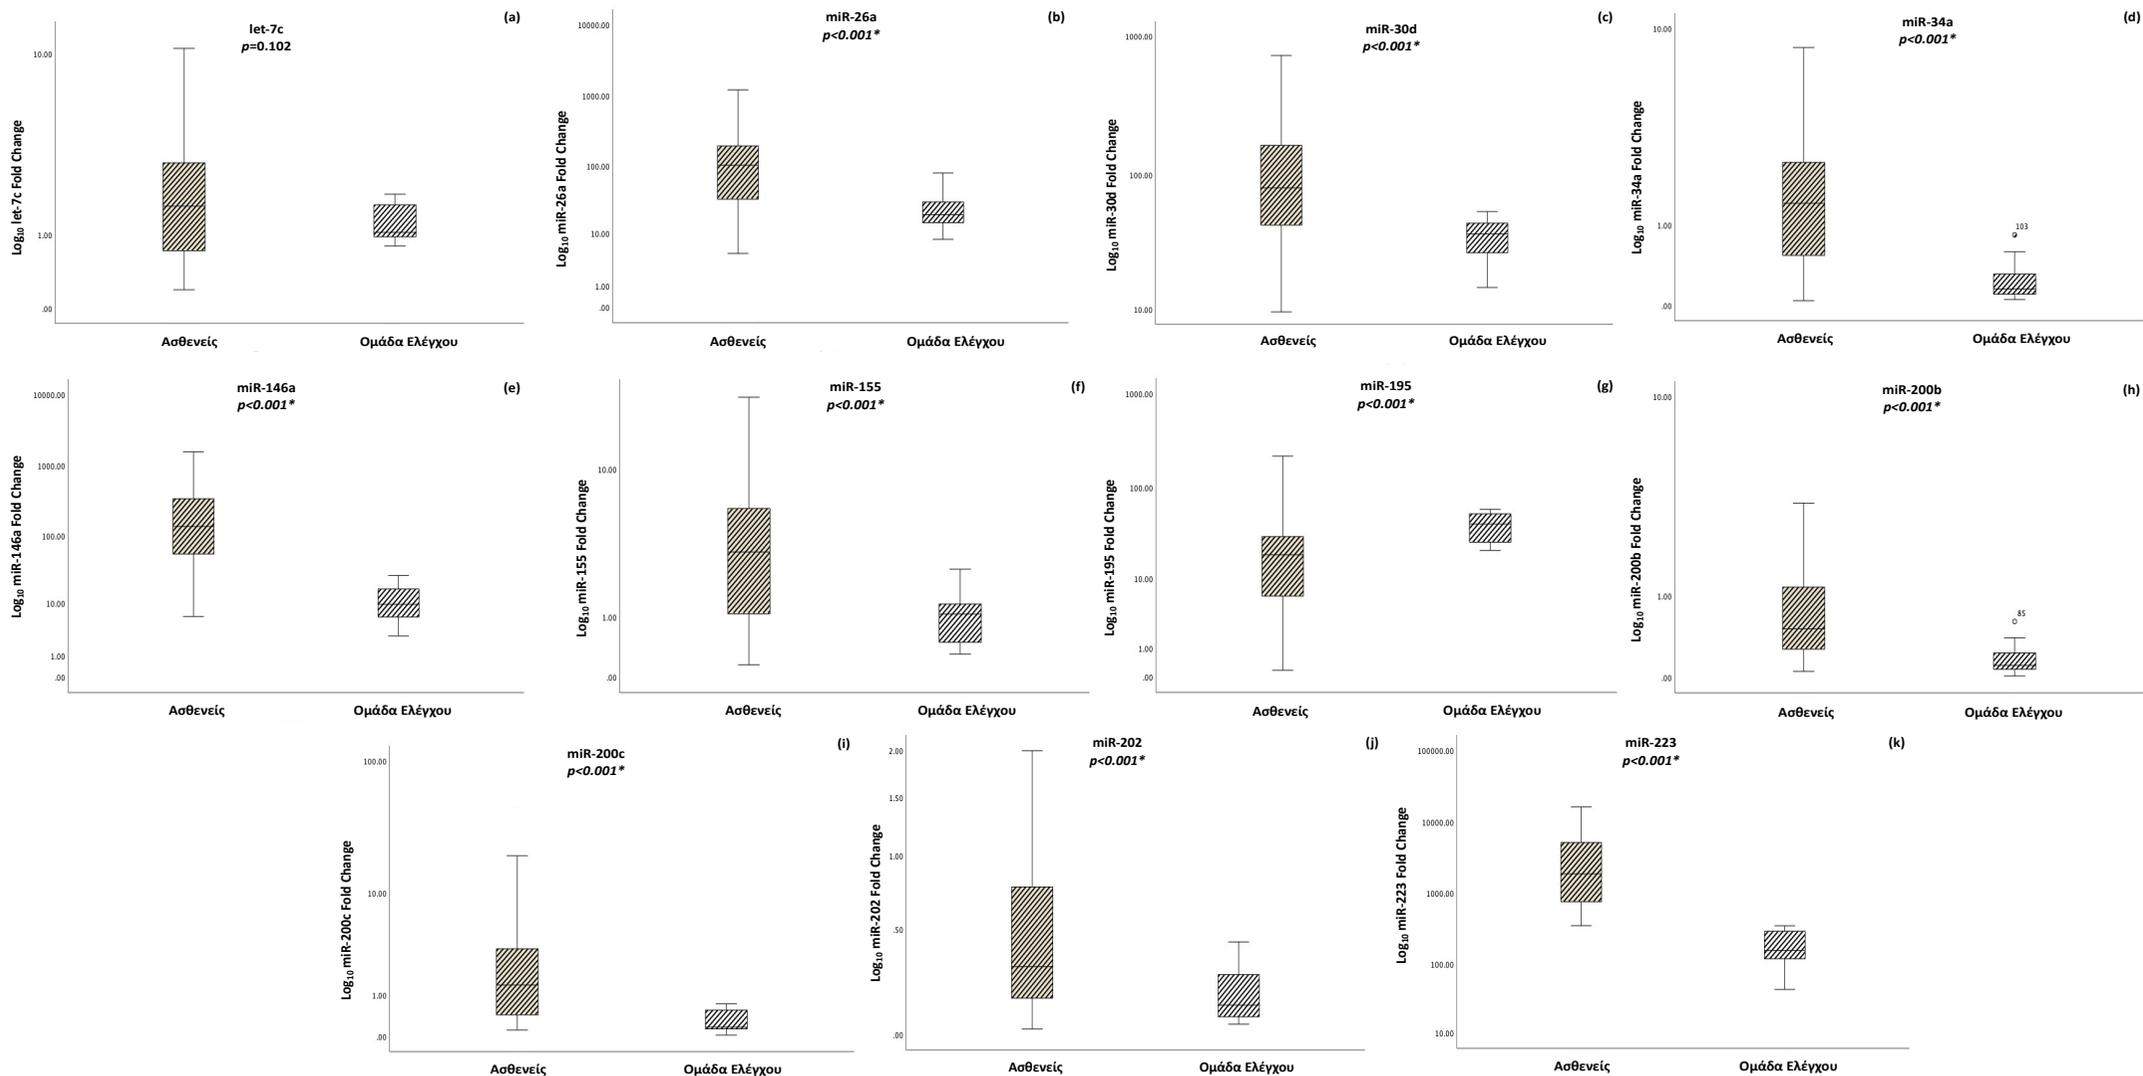 (a)
let-7c
p=0.102
Log10 let-7c Fold Change
10.00
1.00
.00
Ασθενείς
Ομάδα Ελέγχου
(b)
miR-26a
p<0.001*
Log10 miR-26a Fold Change
10000.00
1000.00
100.00
10.00
1.00
.00
Ασθενείς
Ομάδα Ελέγχου
(c)
miR-30d
p<0.001*
Log10 miR-30d Fold Change
1000.00
100.00
10.00
Ασθενείς
Ομάδα Ελέγχου
(d)
miR-34a
p<0.001*
Log10 miR-34a Fold Change
10.00
1.00
.00
103
Ασθενείς
Ομάδα Ελέγχου
(e)
miR-146a
p<0.001*
Log10 miR-146a Fold Change
10000.00
1000.00
100.00
10.00
1.00
.00
Ασθενείς
Ομάδα Ελέγχου
(f)
miR-155
p<0.001*
Log10 miR-155 Fold Change
10.00
1.00
.00
Ασθενείς
Ομάδα Ελέγχου
(g)
miR-195
p<0.001*
Log10 miR-195 Fold Change
1000.00
100.00
10.00
1.00
.00
Ασθενείς
Ομάδα Ελέγχου
(h)
miR-200b
p<0.001*
Log10 miR-200b Fold Change
10.00
1.00
.00
85
Ασθενείς
Ομάδα Ελέγχου
(i)
miR-200c
p<0.001*
Log10 miR-200c Fold Change
100.00
10.00
1.00
.00
Ασθενείς
Ομάδα Ελέγχου
(j)
miR-202
p<0.001*
Log10 miR-202 Fold Change
2.00
1.50
1.00
.50
.00
Ασθενείς
Ομάδα Ελέγχου
(k)
miR-223
p<0.001*
Log10 miR-223 Fold Change
100000.00
10000.00
1000.00
100.00
10.00
Ασθενείς
Ομάδα Ελέγχου